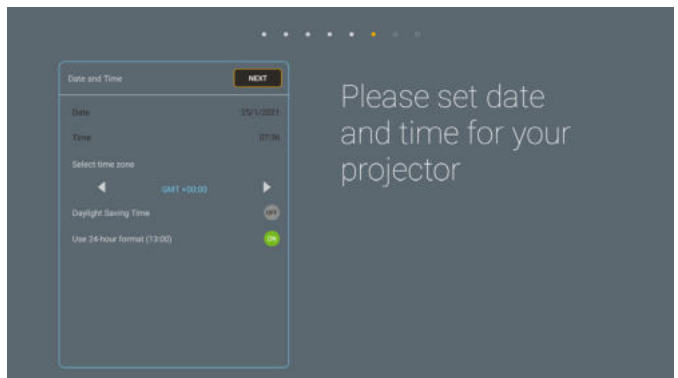 Date and Time
NEXT
Date
25/1/2021
Time
07:36
Select time zone
GMT +00:00
Daylight Saving Time
OFF
Use 24-hour format (13:00)
ON
Please set date
and time for your
projector